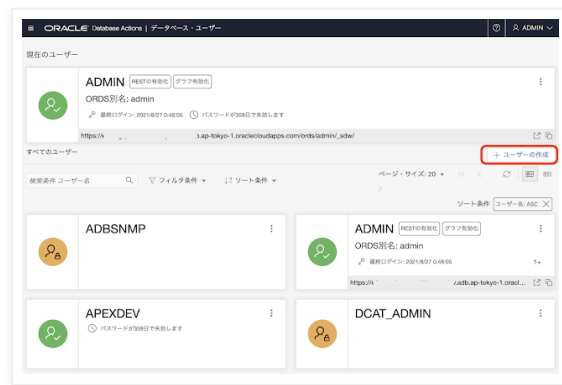 ORACLE Database Actions | データベース・ユーザー
ADMIN
現在のユーザー
ADMIN RESTの有効化 グラフ有効化
ORDS別名: admin
最終ログイン: 2021/8/27 0:48:05 パスワードが359日で失効します
.ap-tokyo-1.oraclecloudapps.com/ords/admin/_sdw/
すべてのユーザー
+ ユーザーの作成
検索条件 ユーザー名
フィルタ条件
ソート条件
ページ・サイズ: 20
ソート条件 ユーザー名: ASC
ADBSNMP
ADMIN RESTの有効化 グラフ有効化
ORDS別名: admin
最終ログイン: 2021/8/27 0:48:05
https://
.adb.ap-tokyo-1.oracl...
APEXDEV
パスワードが359日で失効します
DCAT_ADMIN